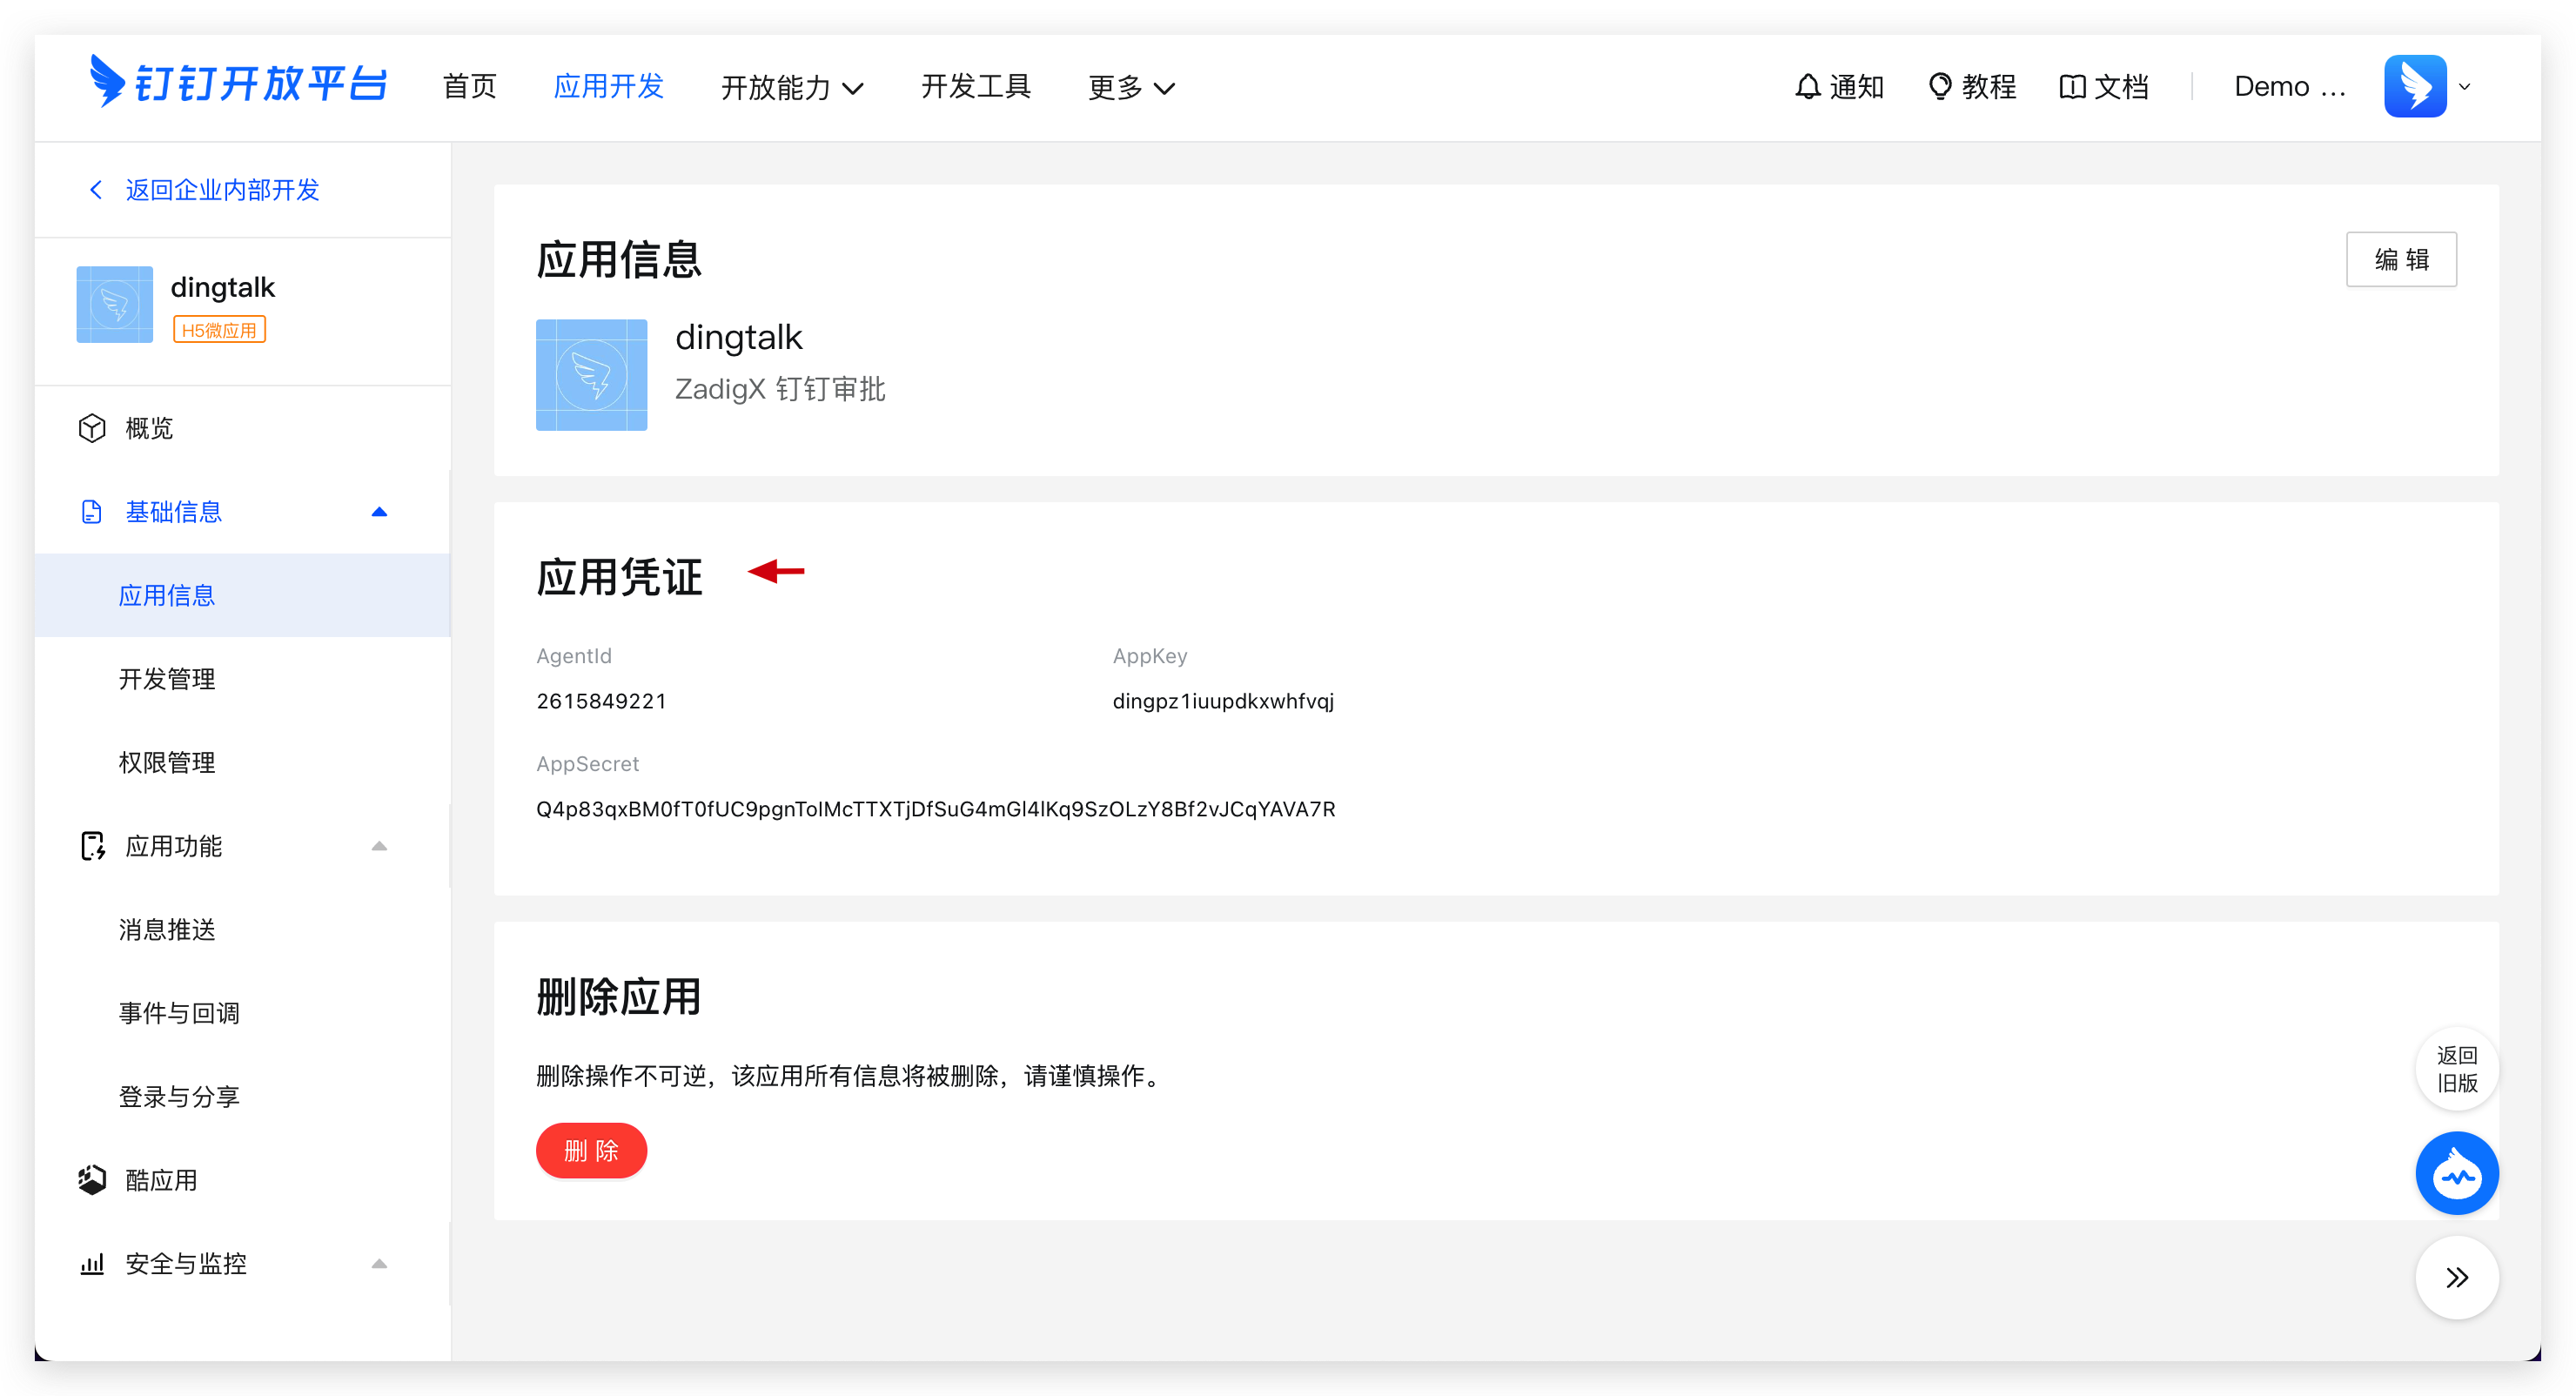 钉钉开放平台 首页 应用开发 开放能力 开发工具 更多 通知 教程 文档 Demo ...
返回企业内部开发
dingtalk
H5微应用
概览
基础信息
应用信息
开发管理
权限管理
应用功能
消息推送
事件与回调
登录与分享
酷应用
安全与监控
应用信息
编 辑
dingtalk
ZadigX 钉钉审批
应用凭证
AgentId
2615849221
AppKey
dingpz1iuupdkxwhfvqj
AppSecret
Q4p83qxBM0fT0fUC9pgnToIMcTTXTjDfSuG4mGl4lKq9SzOLzY8Bf2vJCqYAVA7R
删除应用
删除操作不可逆，该应用所有信息将被删除，请谨慎操作。
删 除
返回
旧版